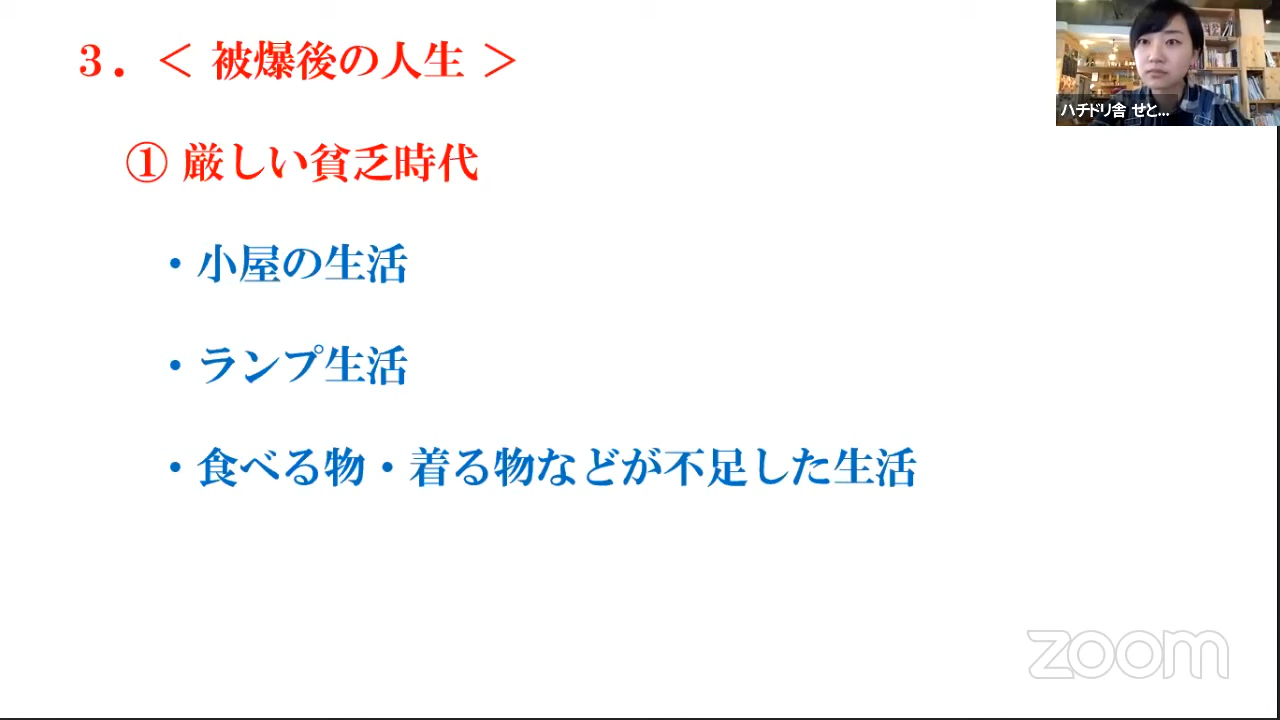 ３．＜ 被爆後の人生 ＞
ハチドリ舎 せと...
① 厳しい貧乏時代
・小屋の生活
・ランプ生活
・食べる物・着る物などが不足した生活
zoom